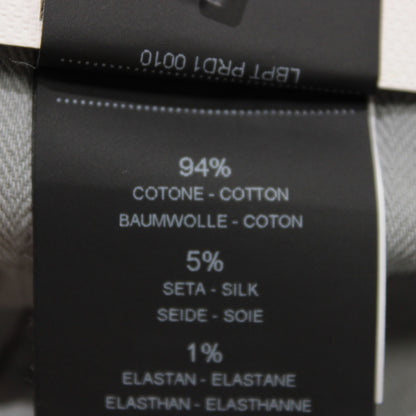 LBPT PRD1 0010
94%
COTONE - COTTON
BAUMWOLLE - COTON
5%
SETA - SILK
SEIDE - SOIE
1%
ELASTAN - ELASTANE
ELASTHAN - ELASTHANNE